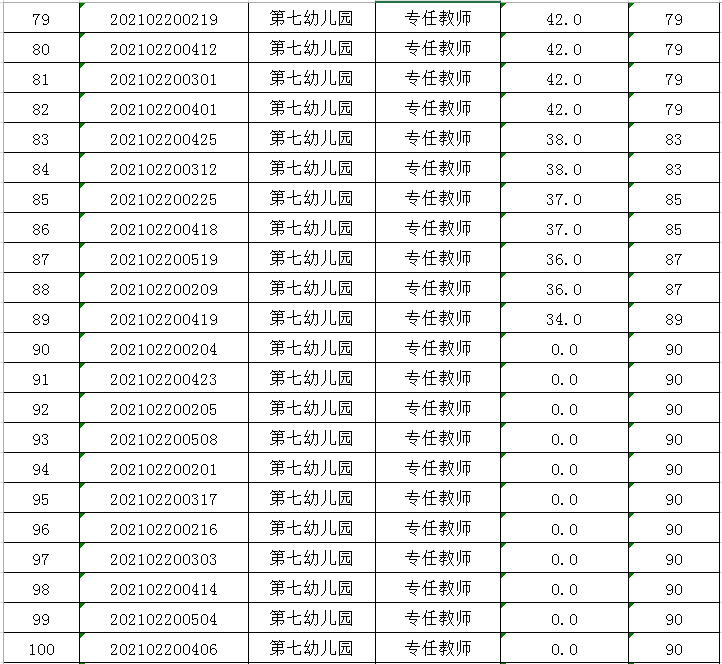 79 202102200219 第七幼儿园 专任教师 42.0 79
80 202102200412 第七幼儿园 专任教师 42.0 79
81 202102200301 第七幼儿园 专任教师 42.0 79
82 202102200401 第七幼儿园 专任教师 42.0 79
83 202102200425 第七幼儿园 专任教师 38.0 83
84 202102200312 第七幼儿园 专任教师 38.0 83
85 202102200225 第七幼儿园 专任教师 37.0 85
86 202102200418 第七幼儿园 专任教师 37.0 85
87 202102200519 第七幼儿园 专任教师 36.0 87
88 202102200209 第七幼儿园 专任教师 36.0 87
89 202102200419 第七幼儿园 专任教师 34.0 89
90 202102200204 第七幼儿园 专任教师 0.0 90
91 202102200423 第七幼儿园 专任教师 0.0 90
92 202102200205 第七幼儿园 专任教师 0.0 90
93 202102200508 第七幼儿园 专任教师 0.0 90
94 202102200201 第七幼儿园 专任教师 0.0 90
95 202102200317 第七幼儿园 专任教师 0.0 90
96 202102200216 第七幼儿园 专任教师 0.0 90
97 202102200303 第七幼儿园 专任教师 0.0 90
98 202102200414 第七幼儿园 专任教师 0.0 90
99 202102200504 第七幼儿园 专任教师 0.0 90
100 202102200406 第七幼儿园 专任教师 0.0 90